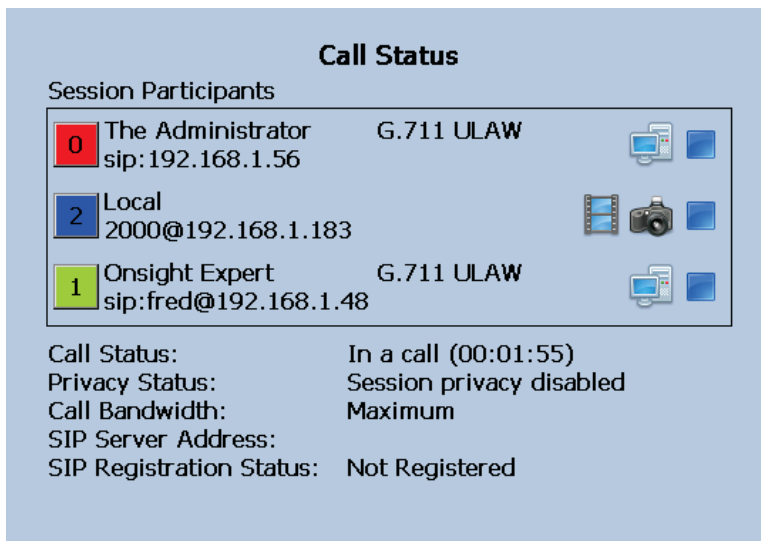 Call Status
Session Participants
0 The Administrator G.711 ULAW
sip:192.168.1.56
2 Local
2000@192.168.1.183
1 Onsight Expert G.711 ULAW
sip:fred@192.168.1.48
Call Status: In a call (00:01:55)
Privacy Status: Session privacy disabled
Call Bandwidth: Maximum
SIP Server Address:
SIP Registration Status: Not Registered